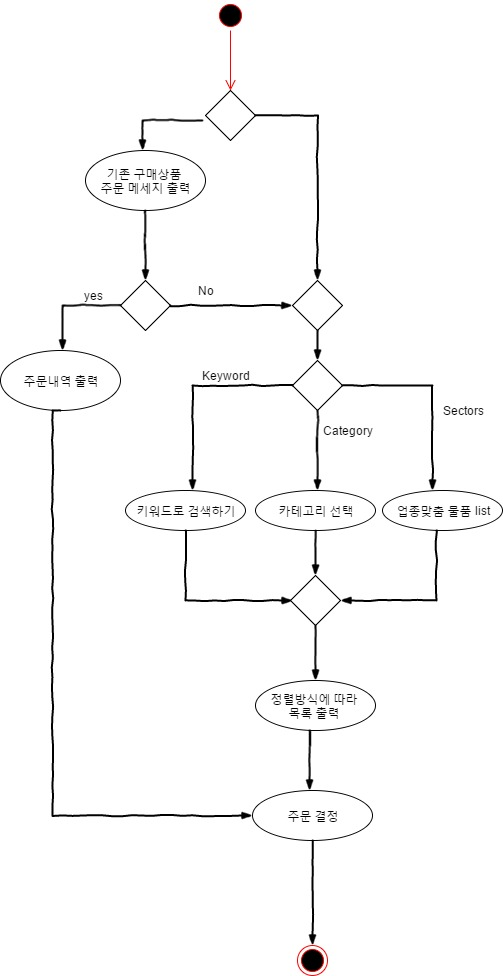 기존 구매상품
주문 메세지 출력
yes
No
주문내역 출력
Keyword
Category
Sectors
키워드로 검색하기
카테고리 선택
업종맞춤 물품 list
정렬방식에 따라
목록 출력
주문 결정